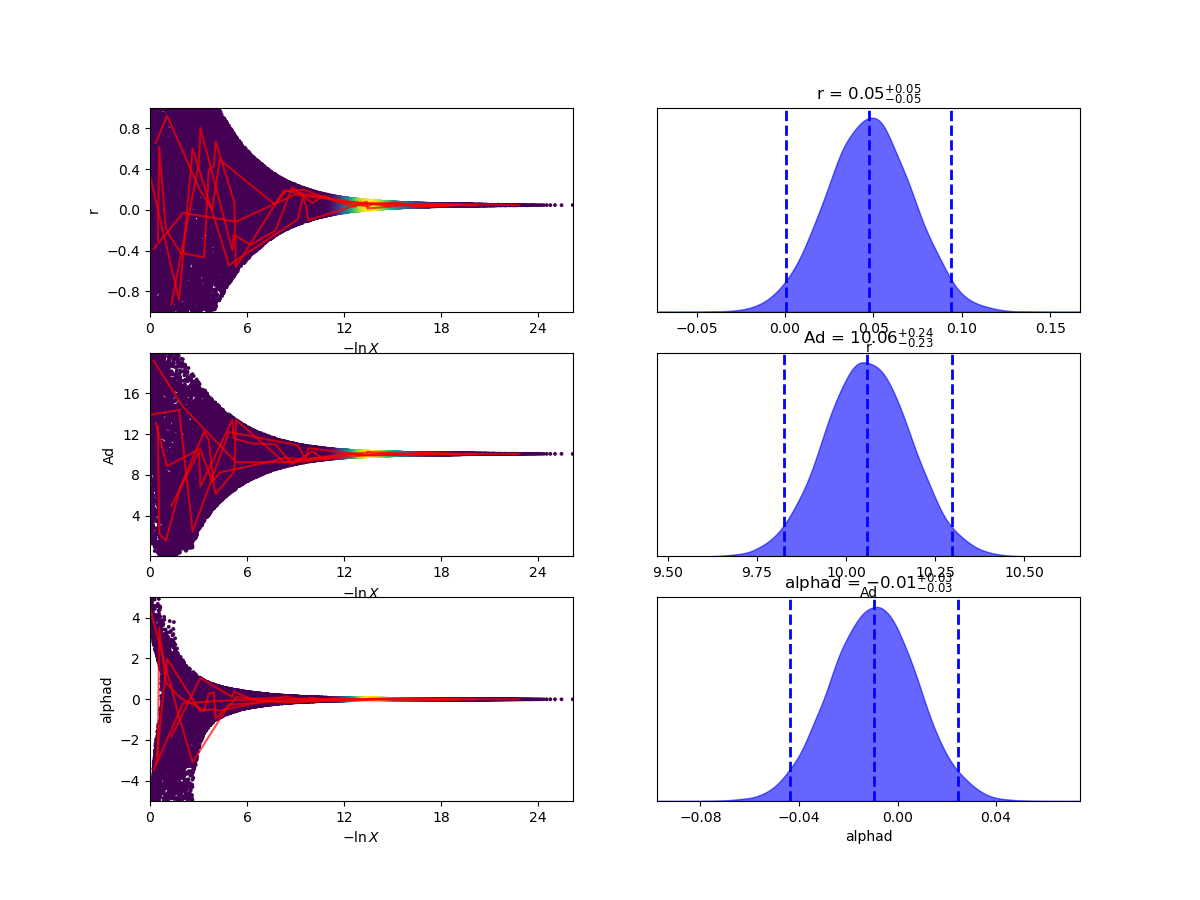 r = 0.05+0.05−0.05
0.8
0.4
0.0
−0.4
−0.8
r
0 6 12 18 24
−ln X
−0.05 0.00 0.05 0.10 0.15
r
Ad = 10.06+0.24−0.23
16
12
8
4
Ad
0 6 12 18 24
−ln X
9.50 9.75 10.00 10.25 10.50
Ad
alphad = −0.01+0.03−0.03
4
2
0
−2
−4
alphad
0 6 12 18 24
−ln X
−0.08 −0.04 0.00 0.04
alphad